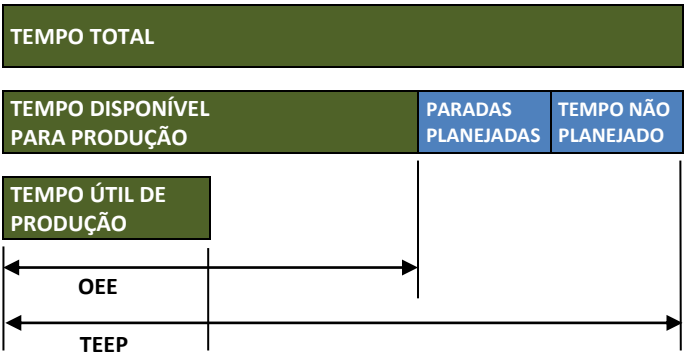 TEMPO TOTAL
TEMPO DISPONÍVEL
PARA PRODUÇÃO
PARADAS
PLANEJADAS
TEMPO NÃO
PLANEJADO
TEMPO ÚTIL DE
PRODUÇÃO
OEE
TEEP